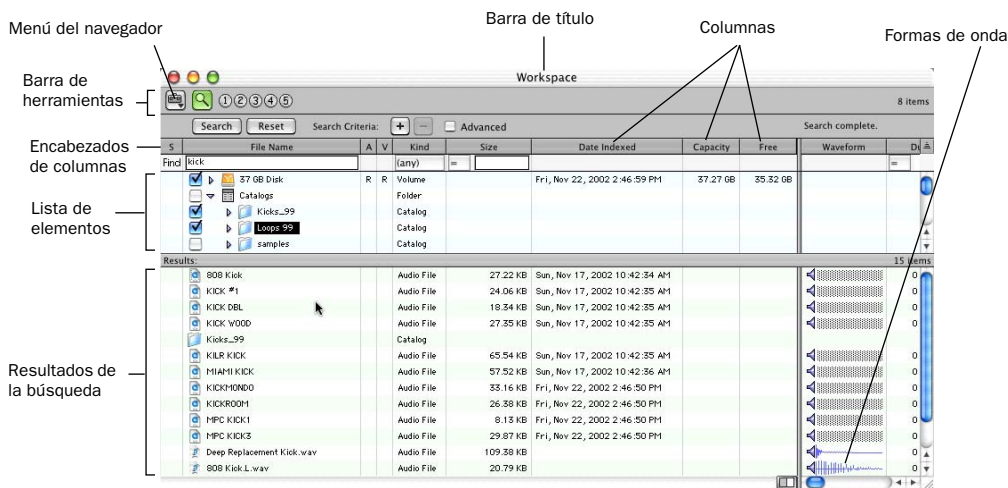 Menú del navegador
Barra de título
Columnas
Formas de onda
Barra de
herramientas
Encabezados
de columnas
Lista de
elementos
Resultados de
la búsqueda
Workspace
1 2 3 4 5
8 items
Search Reset Search Criteria: + - Advanced Search complete.
S File Name A V Kind Size Date Indexed Capacity Free Waveform
Find kick (any) = =
37 GB Disk R R Volume Fri, Nov 22, 2002 2:46:59 PM 37.27 GB 35.32 GB
Catalogs Folder
Kicks_99 Catalog
Loops 99 Catalog
samples Catalog
Results: 15 items
808 Kick Audio File 27.22 KB Sun, Nov 17, 2002 10:42:34 AM 0
KICK #1 Audio File 24.06 KB Sun, Nov 17, 2002 10:42:35 AM 0
KICK DBL Audio File 18.34 KB Sun, Nov 17, 2002 10:42:35 AM 0
KICK WOOD Audio File 27.35 KB Sun, Nov 17, 2002 10:42:35 AM 0
Kicks_99 Catalog
KILR KICK Audio File 65.54 KB Sun, Nov 17, 2002 10:42:35 AM 0
MIAMI KICK Audio File 57.52 KB Sun, Nov 17, 2002 10:42:36 AM 0
KICKMONDO Audio File 33.16 KB Fri, Nov 22, 2002 2:46:50 PM 0
KICKROOM Audio File 26.38 KB Fri, Nov 22, 2002 2:46:50 PM 0
MPC KICK1 Audio File 8.13 KB Fri, Nov 22, 2002 2:46:50 PM 0
MPC KICK3 Audio File 29.87 KB Fri, Nov 22, 2002 2:46:50 PM 0
Deep Replacement Kick.wav Audio File 109.38 KB 0
808 Kick.L.wav Audio File 20.79 KB 0